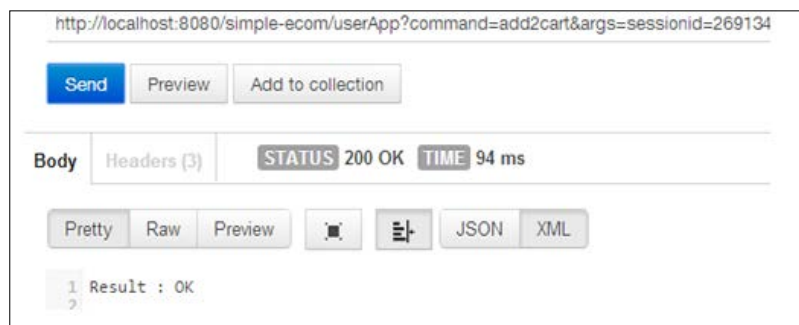 http://localhost:8080/simple-ecom/userApp?command=add2cart&args=sessionid=269134
Send Preview Add to collection
Body Headers (3) STATUS 200 OK TIME 94 ms
Pretty Raw Preview JSON XML
1 Result : OK
2